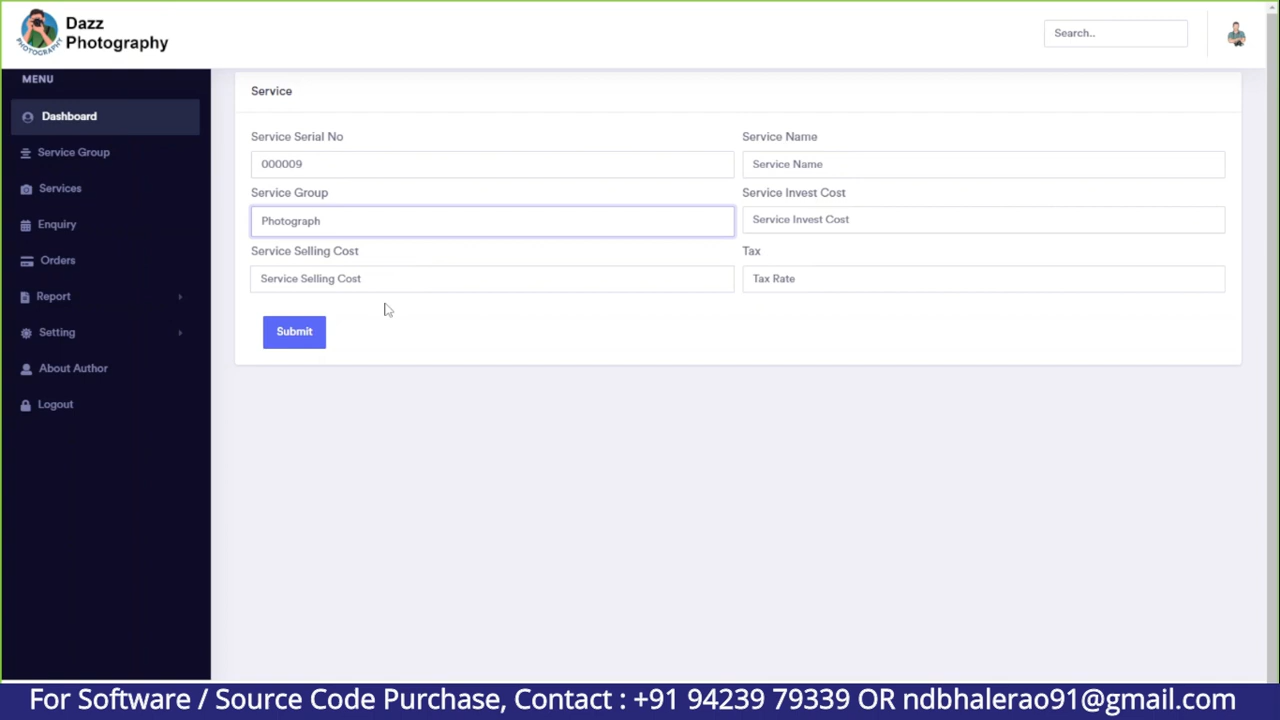 Dazz
Photography
PHOTOGRAPHY
Search..
MENU
Dashboard
Service Group
Services
Enquiry
Orders
Report
Setting
About Author
Logout
Service
Service Serial No
Service Name
000009
Service Name
Service Group
Service Invest Cost
Photograph
Service Invest Cost
Service Selling Cost
Tax
Service Selling Cost
Tax Rate
Submit
For Software / Source Code Purchase, Contact : +91 94239 79339 OR ndbhalerao91@gmail.com